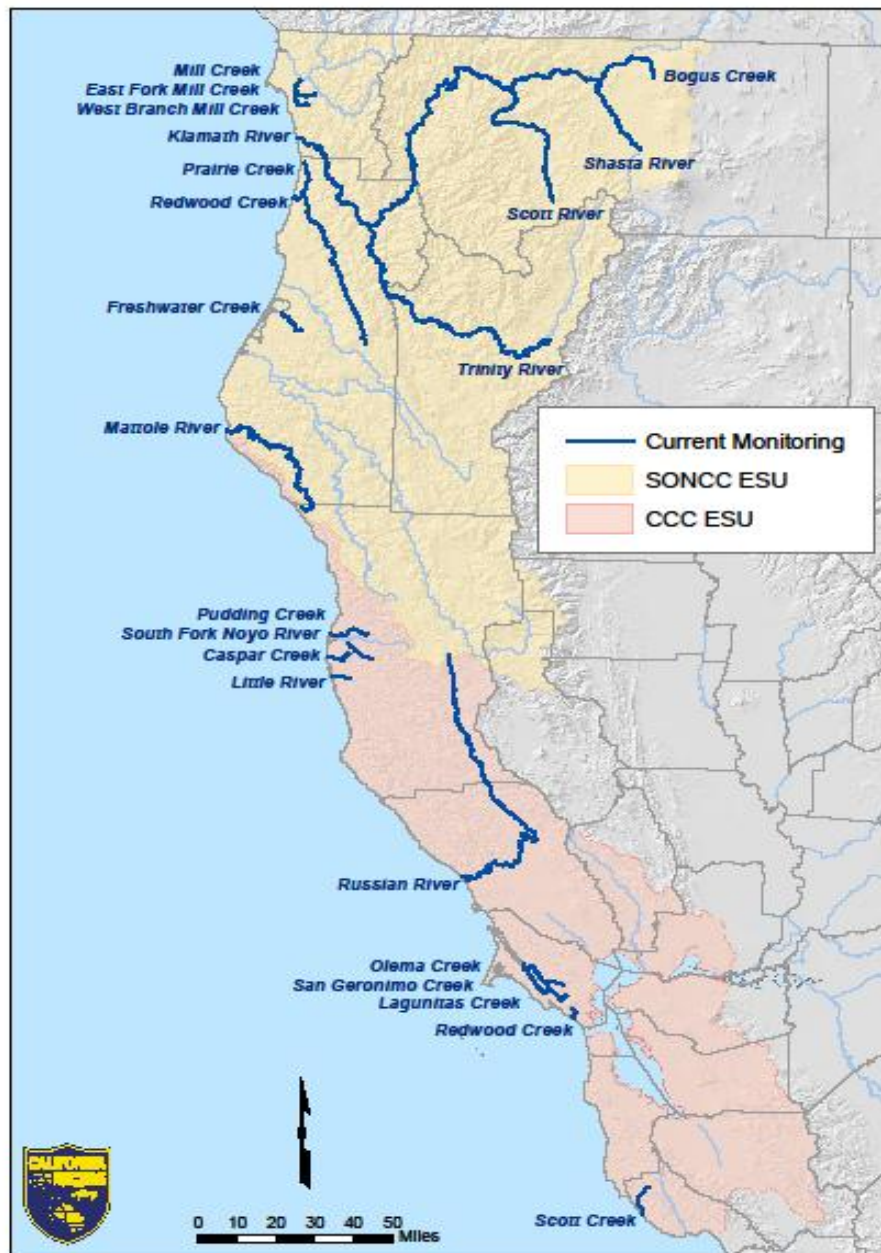 Mill Creek
East Fork Mill Creek
West Branch Mill Creek
Klamath River
Prairie Creek
Redwood Creek
Bogus Creek
Shasta River
Scott River
Freshwater Creek
Trinity River
Mattole River
Current Monitoring
SONCC ESU
CCC ESU
Pudding Creek
South Fork Noyo River
Caspar Creek
Little River
Russian River
Olema Creek
San Geronimo Creek
Lagunitas Creek
Redwood Creek
Scott Creek
CALIFORNIA
0 10 20 30 40 50
Miles